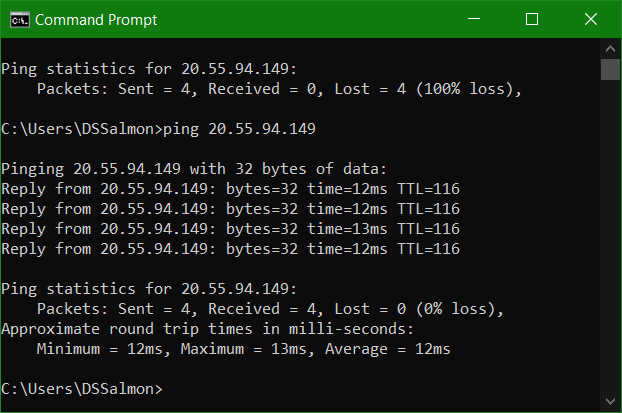 Command Prompt
Ping statistics for 20.55.94.149:
    Packets: Sent = 4, Received = 0, Lost = 4 (100% loss),
C:\Users\DSSalmon>ping 20.55.94.149
Pinging 20.55.94.149 with 32 bytes of data:
Reply from 20.55.94.149: bytes=32 time=12ms TTL=116
Reply from 20.55.94.149: bytes=32 time=12ms TTL=116
Reply from 20.55.94.149: bytes=32 time=13ms TTL=116
Reply from 20.55.94.149: bytes=32 time=12ms TTL=116
Ping statistics for 20.55.94.149:
    Packets: Sent = 4, Received = 4, Lost = 0 (0% loss),
Approximate round trip times in milli-seconds:
    Minimum = 12ms, Maximum = 13ms, Average = 12ms
C:\Users\DSSalmon>